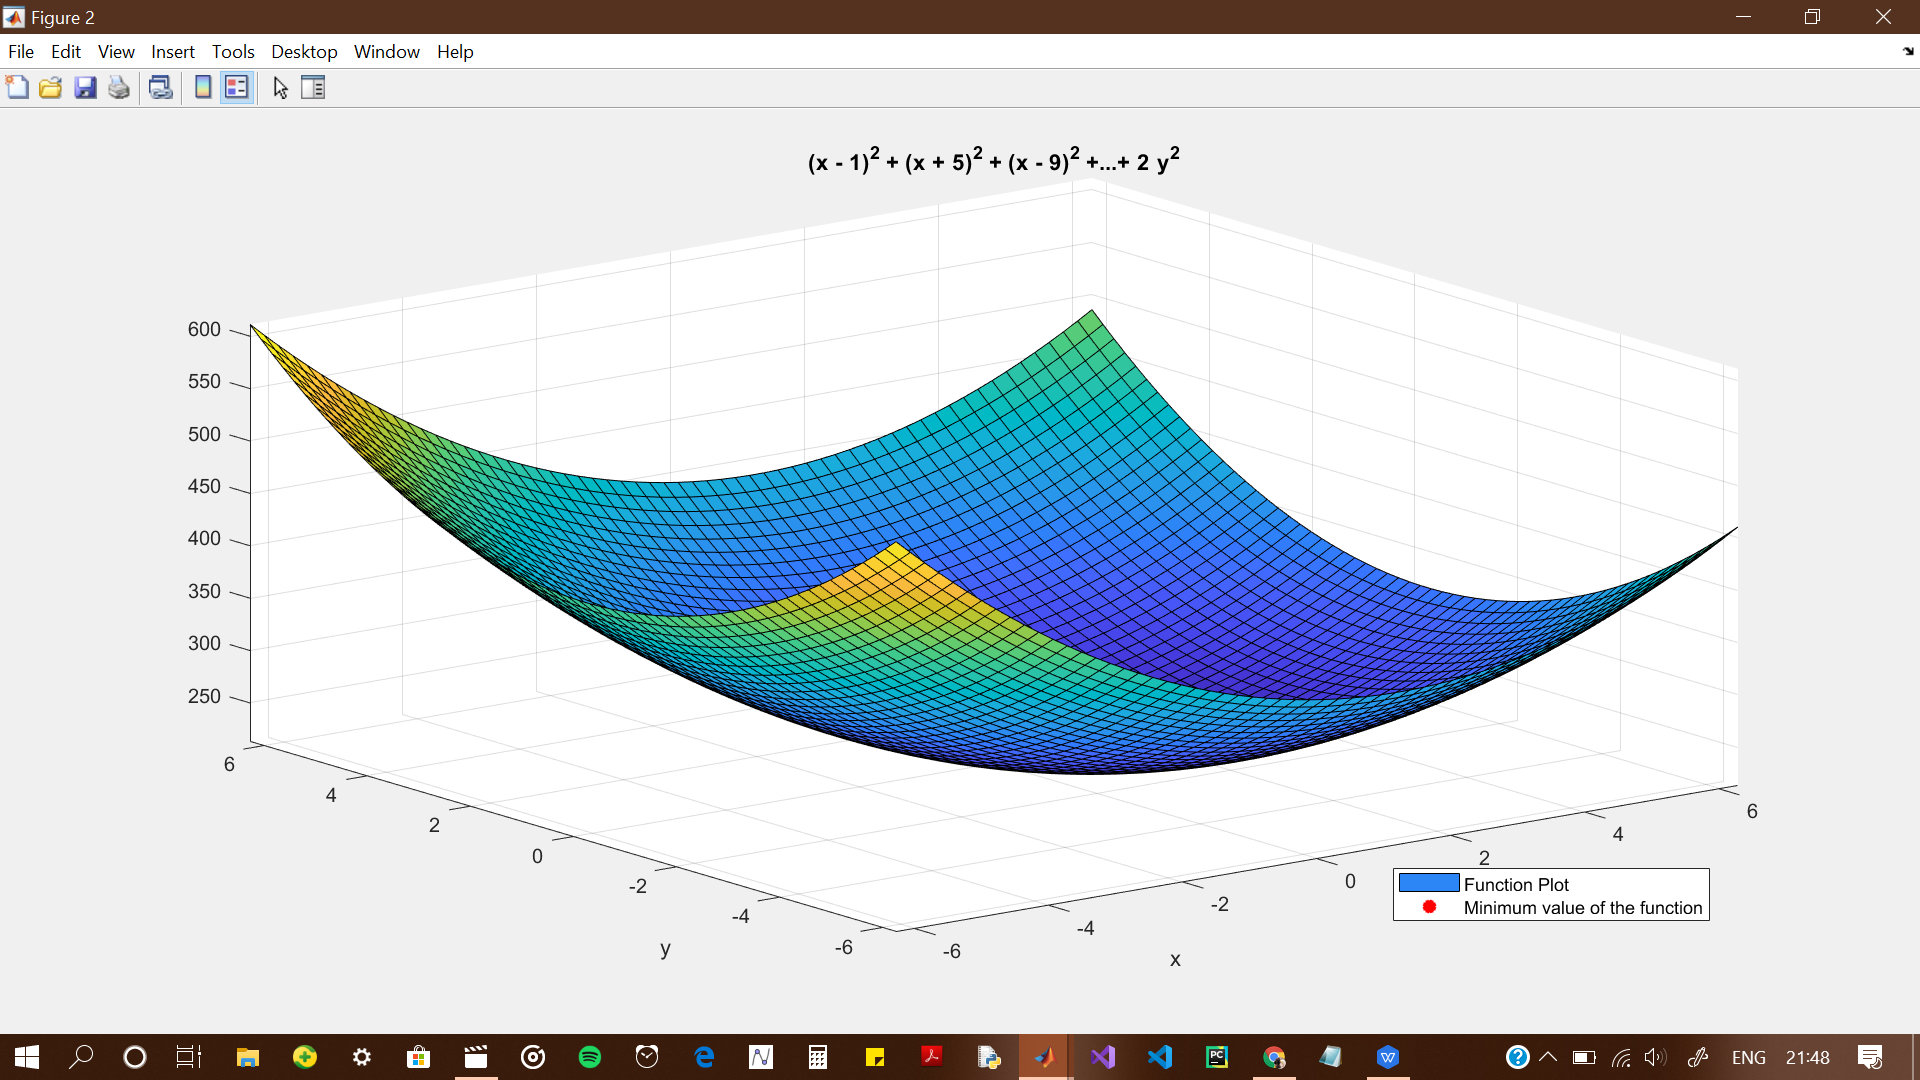 Figure 2
File Edit View Insert Tools Desktop Window Help
(x - 1)² + (x + 5)² + (x - 9)² +...+ 2 y²
600
550
500
450
400
350
300
250
6
4
2
0
-2
-4
-6
y
-6
-4
-2
0
2
4
6
x
Function Plot
Minimum value of the function
ENG 21:48